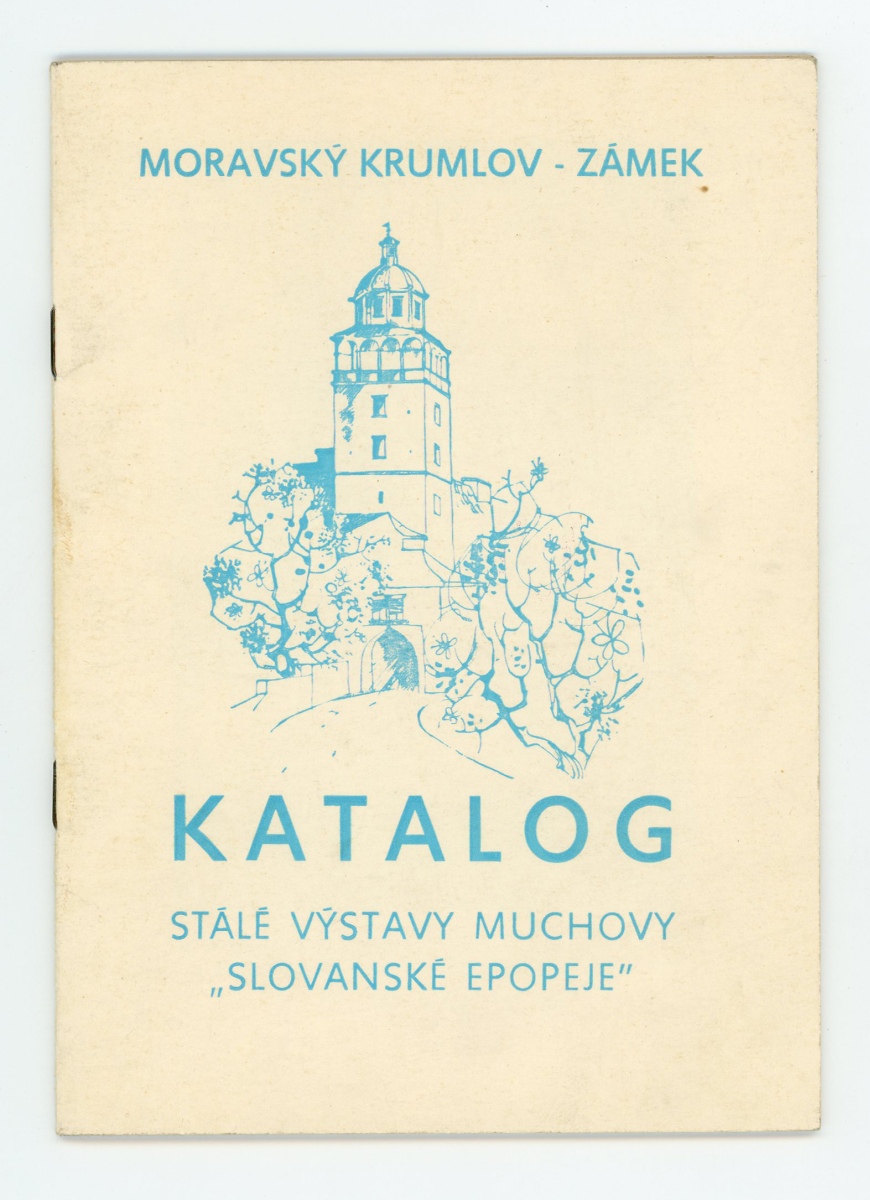 MORAVSKÝ KRUMLOV - ZÁMEK
KATALOG
STÁLÉ VÝSTAVY MUCHOVY
„SLOVANSKÉ EPOPEJE”